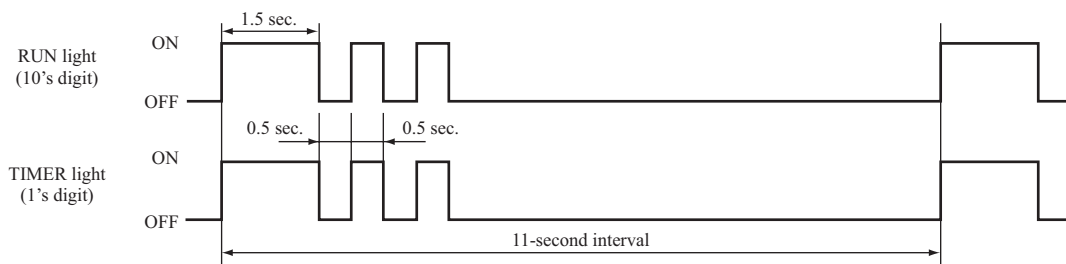 1.5 sec.
RUN light
(10’s digit)
ON
OFF
0.5 sec.
0.5 sec.
TIMER light
(1’s digit)
ON
OFF
11-second interval